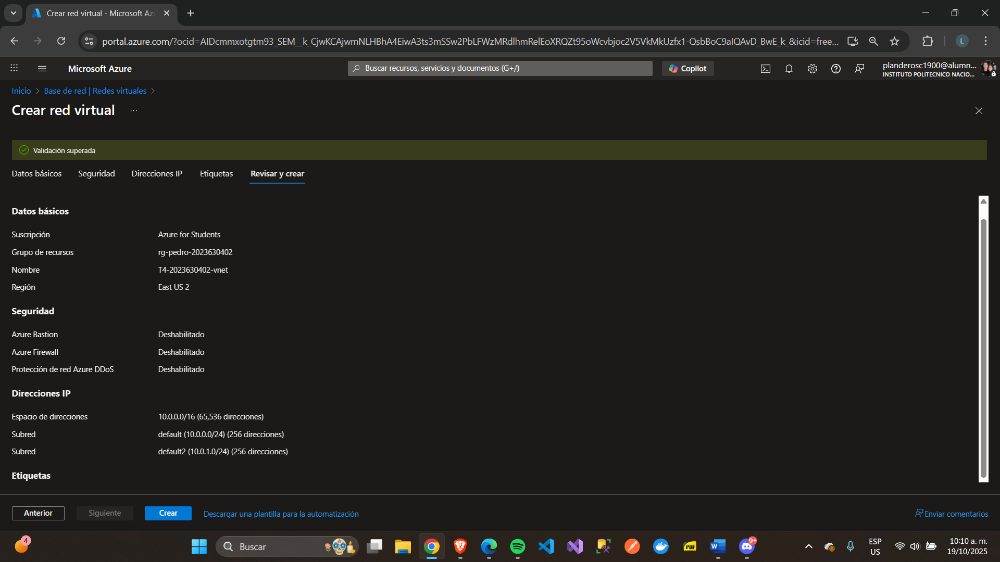 Crear red virtual - Microsoft Azu
portal.azure.com/?ocid=AIDcmmxotgtm93_SEM__k_CjwKCAjwmNLHBhA4EiwA3ts3mSSw2PbLFWzMRdlhmRelEoXRQZt95oWcvbjoc2V5VkMkUzfx1-QsbBoC9aIQAvD_BwE_k_&icid=free...
L
Microsoft Azure
Buscar recursos, servicios y documentos (G+/)
Copilot
planderosc1900@alumn...
INSTITUTO POLITECNICO NACIO...
Inicio > Base de red | Redes virtuales >
Crear red virtual ...
Validación superada
Datos básicos Seguridad Direcciones IP Etiquetas Revisar y crear
Datos básicos
Suscripción Azure for Students
Grupo de recursos rg-pedro-2023630402
Nombre T4-2023630402-vnet
Región East US 2
Seguridad
Azure Bastion Deshabilitado
Azure Firewall Deshabilitado
Protección de red Azure DDoS Deshabilitado
Direcciones IP
Espacio de direcciones 10.0.0.0/16 (65,536 direcciones)
Subred default (10.0.0.0/24) (256 direcciones)
Subred default2 (10.0.1.0/24) (256 direcciones)
Etiquetas
Anterior Siguiente Crear Descargar una plantilla para la automatización Enviar comentarios
4
Buscar
PDF
W
9+
ESP
US
10:10 a. m.
19/10/2025